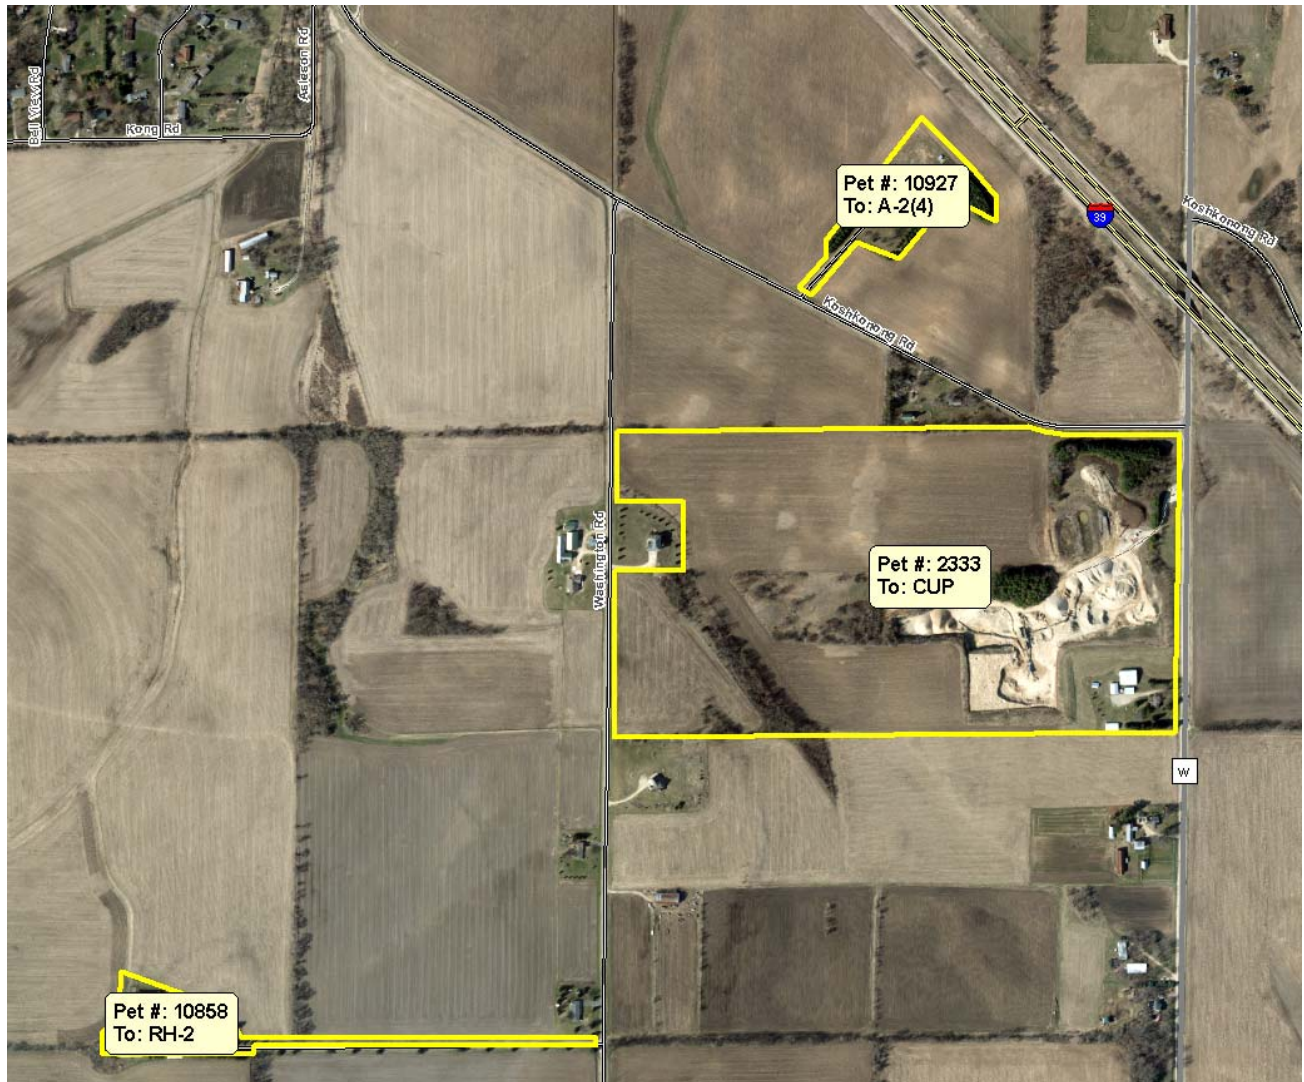 Bell View Rd
Kong Rd
Asleson Rd
Pet #: 10927
To: A-2(4)
39
Koshkonong Rd
Koshkonong Rd
Washington Rd
Pet #: 2333
To: CUP
W
Pet #: 10858
To: RH-2